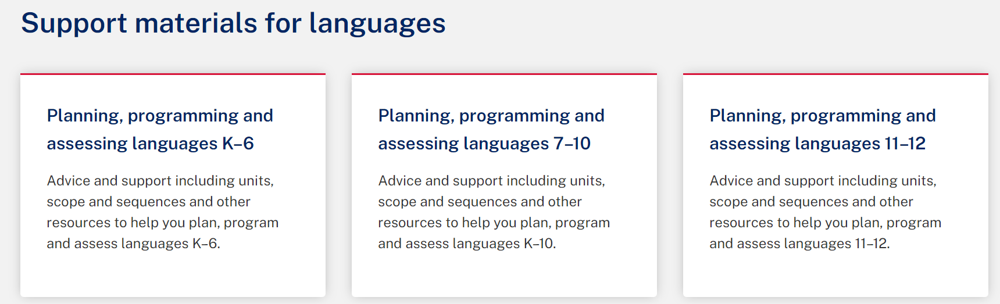 Support materials for languages
Planning, programming and
assessing languages K–6
Advice and support including units,
scope and sequences and other
resources to help you plan, program
and assess languages K–6.
Planning, programming and
assessing languages 7–10
Advice and support including units,
scope and sequences and other
resources to help you plan, program
and assess languages K–10.
Planning, programming and
assessing languages 11–12
Advice and support including units,
scope and sequences and other
resources to help you plan, program
and assess languages 11–12.